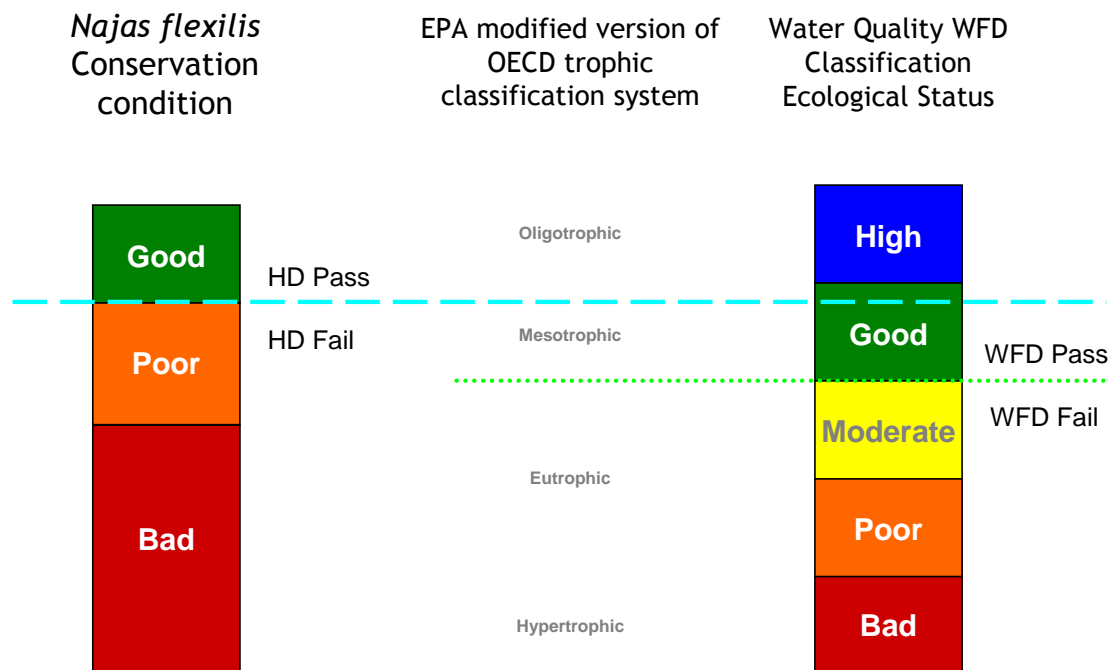 Najas flexilis
Conservation
condition
EPA modified version of
OECD trophic
classification system
Water Quality WFD
Classification
Ecological Status
Good
Oligotrophic
High
HD Pass
HD Fail
Poor
Mesotrophic
Good
WFD Pass
WFD Fail
Moderate
Eutrophic
Bad
Poor
Hypertrophic
Bad